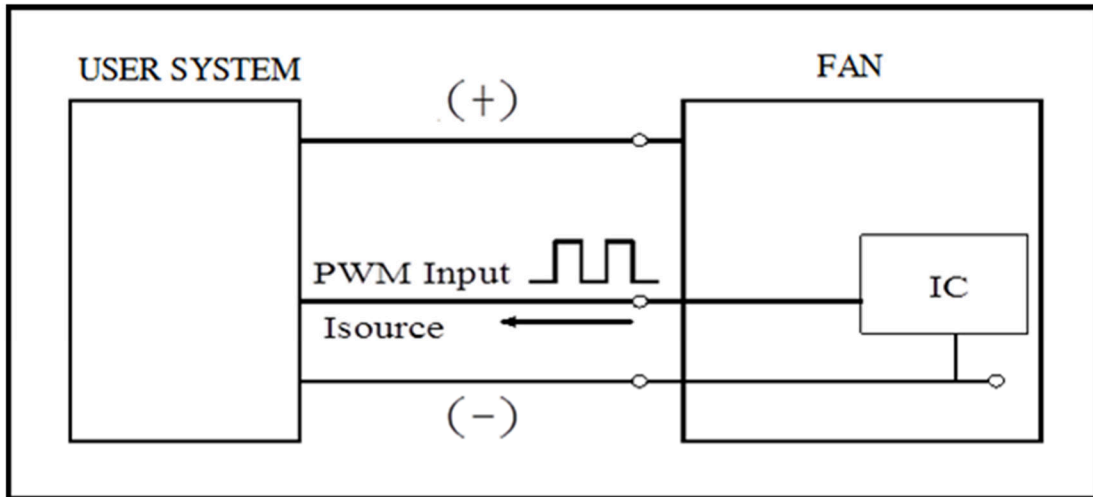 USER SYSTEM
FAN
(+)
PWM Input
IC
Isource
(-)